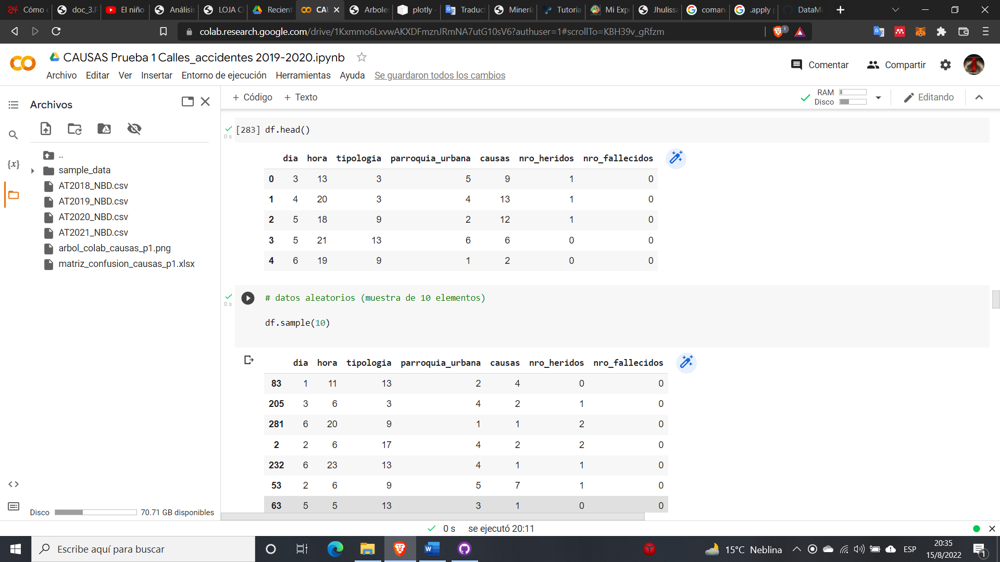 Cómo
doc_3.P
El niño
Análisis
LOJA C
Recient
CAU
Arbole
plotly
Traduct
Minería
Tutoria
Mi Exp
Jhuliss
coman
.apply
DataMi
colab.research.google.com/drive/1Kxmmo6LxvwAKXDFmznJRmNA7utG10sV6?authuser=1#scrollTo=KBH39v_gRfzm
CAUSAS Prueba 1 Calles_accidentes 2019-2020.ipynb
Archivo Editar Ver Insertar Entorno de ejecución Herramientas Ayuda Se guardaron todos los cambios
Comentar Compartir
Archivos
+ Código + Texto
RAM
Disco
Editando
..
sample_data
AT2018_NBD.csv
AT2019_NBD.csv
AT2020_NBD.csv
AT2021_NBD.csv
arbol_colab_causas_p1.png
matriz_confusion_causas_p1.xlsx
Disco 70.71 GB disponibles
0 s
[283] df.head()
dia hora tipologia parroquia_urbana causas nro_heridos nro_fallecidos
0 3 13 3 5 9 1 0
1 4 20 3 4 13 1 0
2 5 18 9 2 12 1 0
3 5 21 13 6 6 0 0
4 6 19 9 1 2 0 0
0 s
# datos aleatorios (muestra de 10 elementos)
df.sample(10)
dia hora tipologia parroquia_urbana causas nro_heridos nro_fallecidos
83 1 11 13 2 4 0 0
205 3 6 3 4 2 1 0
281 6 20 9 1 1 2 0
2 2 6 17 4 2 2 0
232 6 23 13 4 1 1 0
53 2 6 9 5 7 1 0
63 5 5 13 3 1 0 0
0 s se ejecutó 20:11
Escribe aquí para buscar
15°C Neblina
ESP
20:35
15/8/2022
1